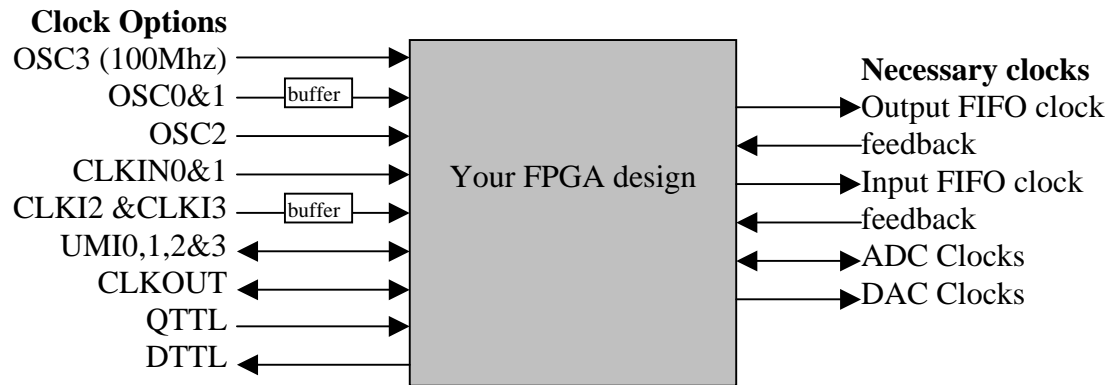 Clock Options
OSC3 (100Mhz)
OSC0&1
buffer
OSC2
CLKIN0&1
CLKI2 &CLKI3
buffer
UMI0,1,2&3
CLKOUT
QTTL
DTTL
Your FPGA design
Necessary clocks
Output FIFO clock
feedback
Input FIFO clock
feedback
ADC Clocks
DAC Clocks